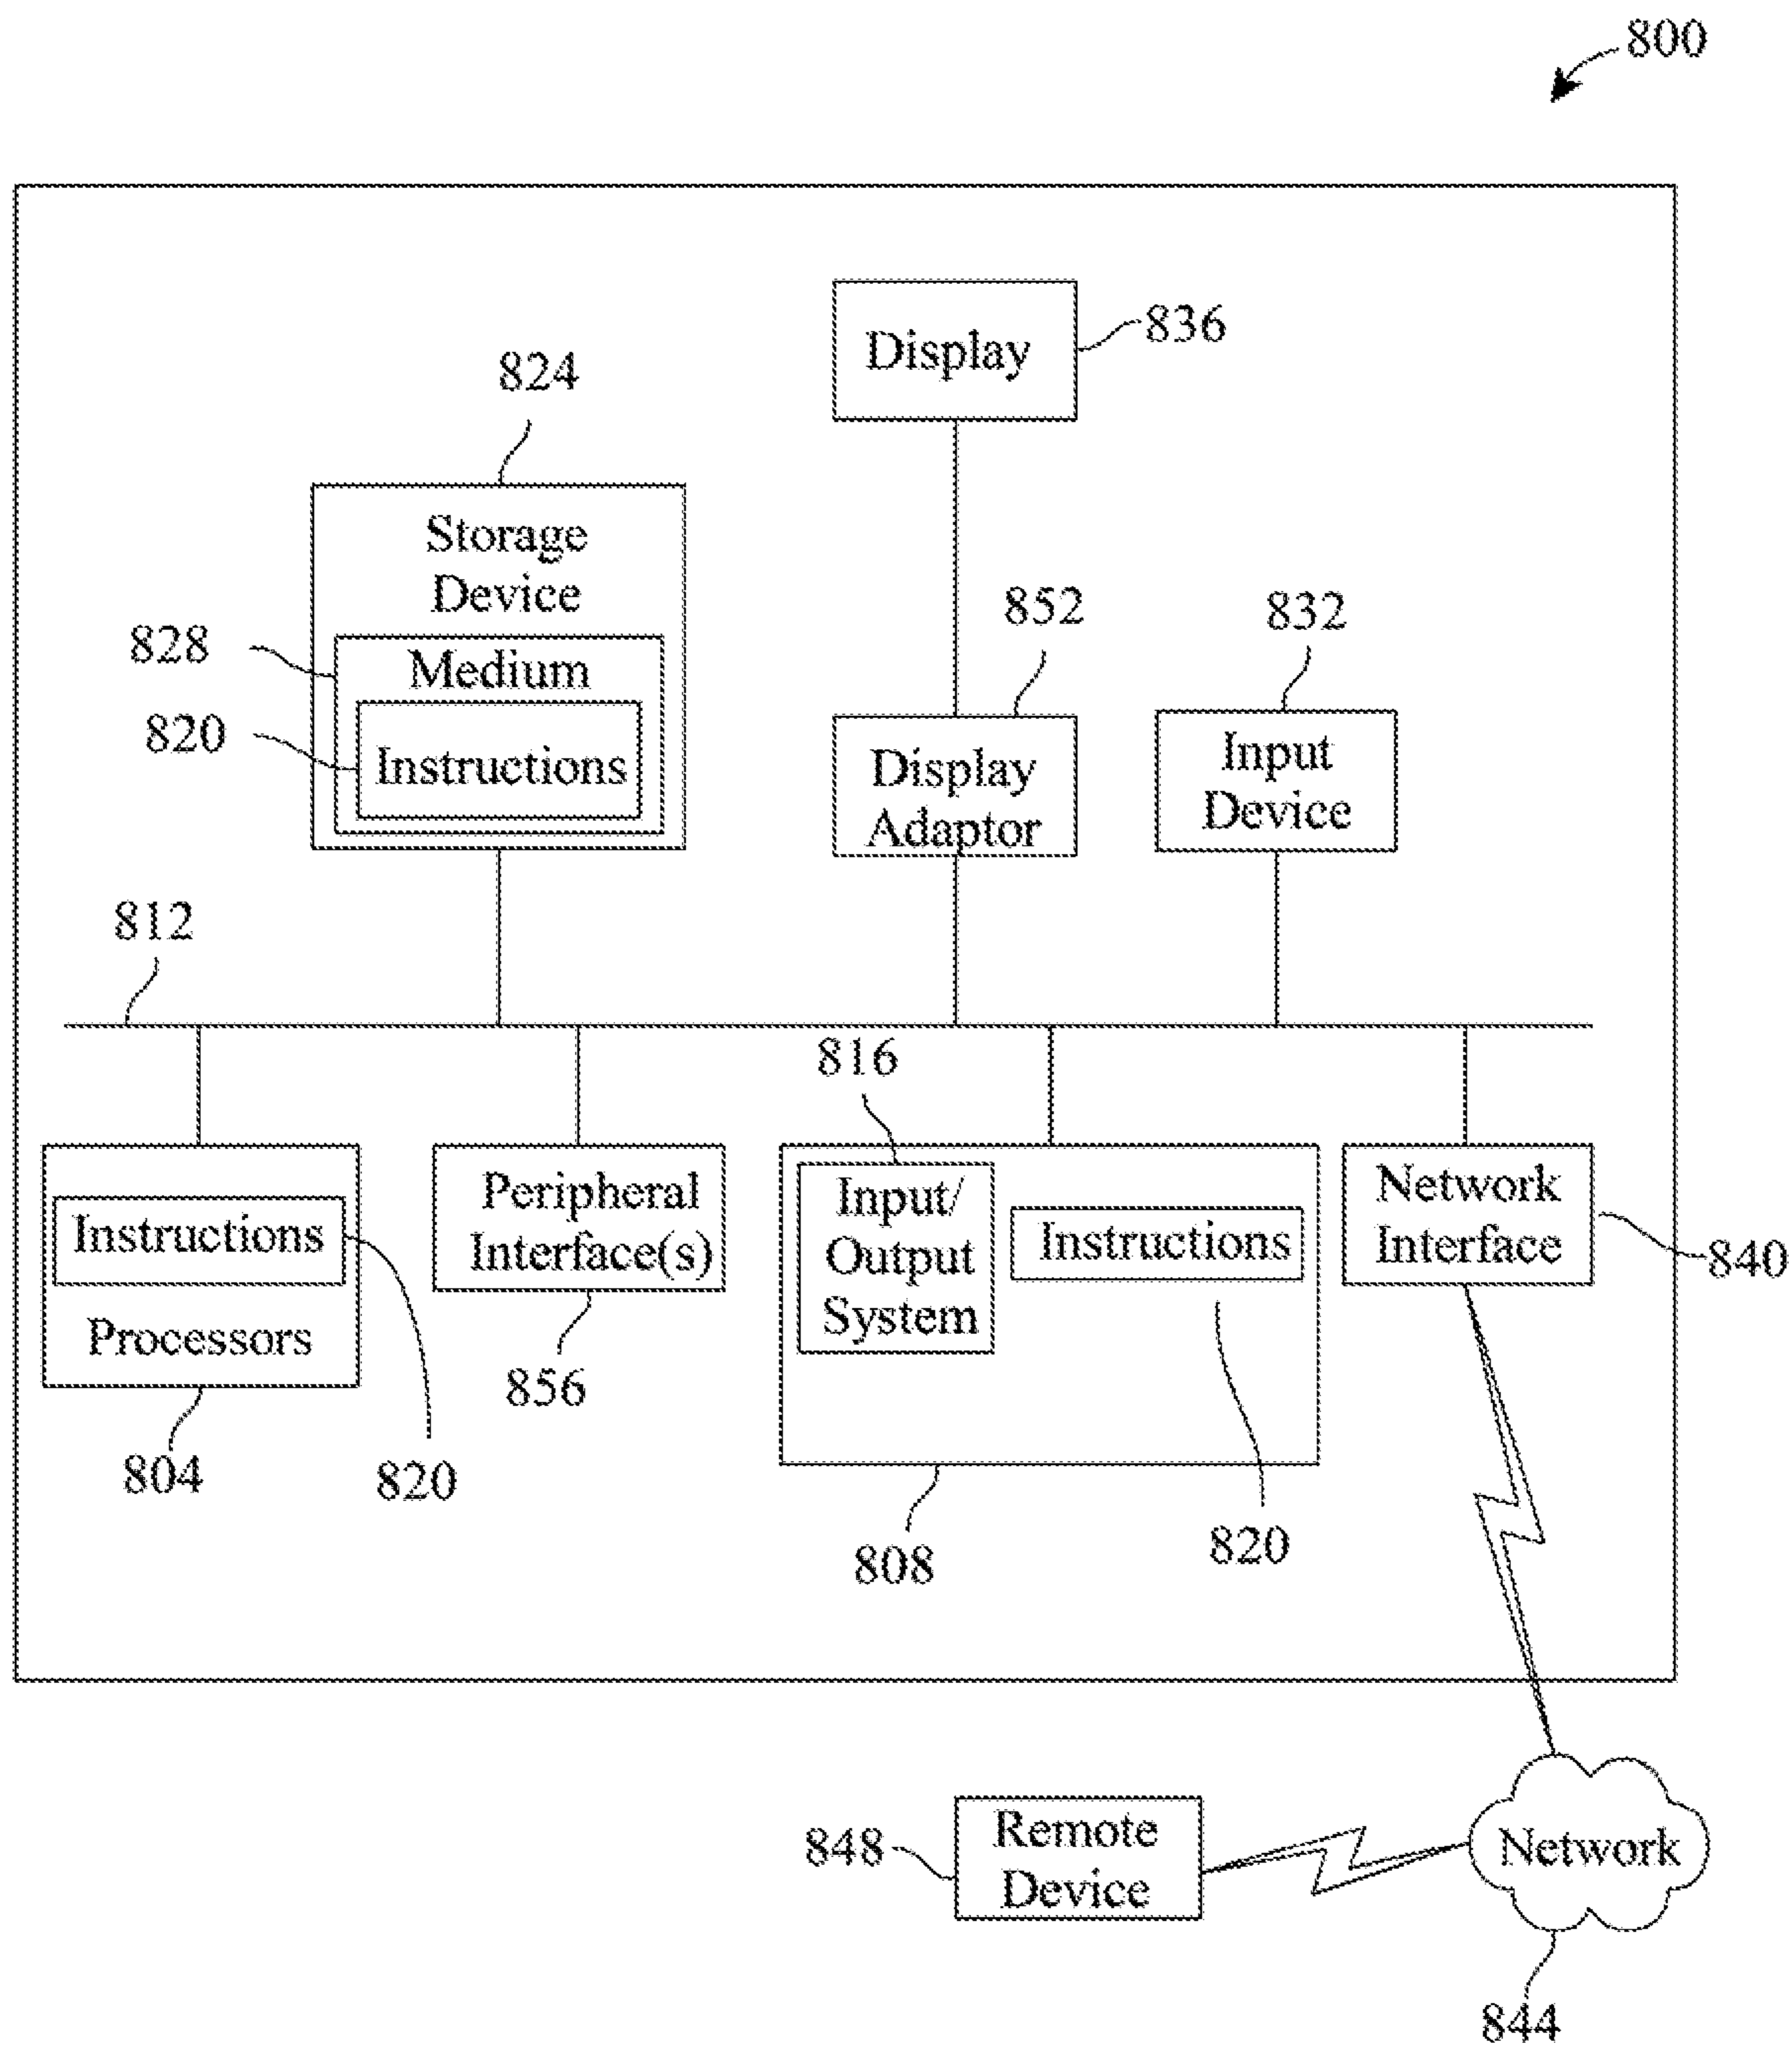 800
Display
836
824
Storage
Device
828
Medium
820
Instructions
852
Display
Adaptor
832
Input
Device
812
816
Instructions
Processors
804
820
Peripheral
Interface(s)
856
Input/
Output
System
Instructions
808
820
Network
Interface
840
848
Remote
Device
Network
844